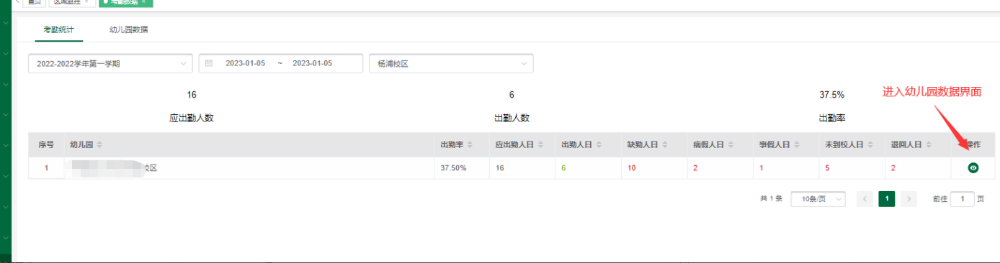 首页 区域监控 × 考勤数据 ×
考勤统计 幼儿园数据
2022-2022学年第一学期 2023-01-05 ~ 2023-01-05 杨浦校区
16 6 37.5% 进入幼儿园数据界面
应出勤人数 出勤人数 出勤率
序号 幼儿园 出勤率 应出勤人日 出勤人日 缺勤人日 病假人日 事假人日 未到校人日 退回人日 操作
1 校区 37.50% 16 6 10 2 1 5 2
共 1 条 10条/页 < 1 > 前往 1 页